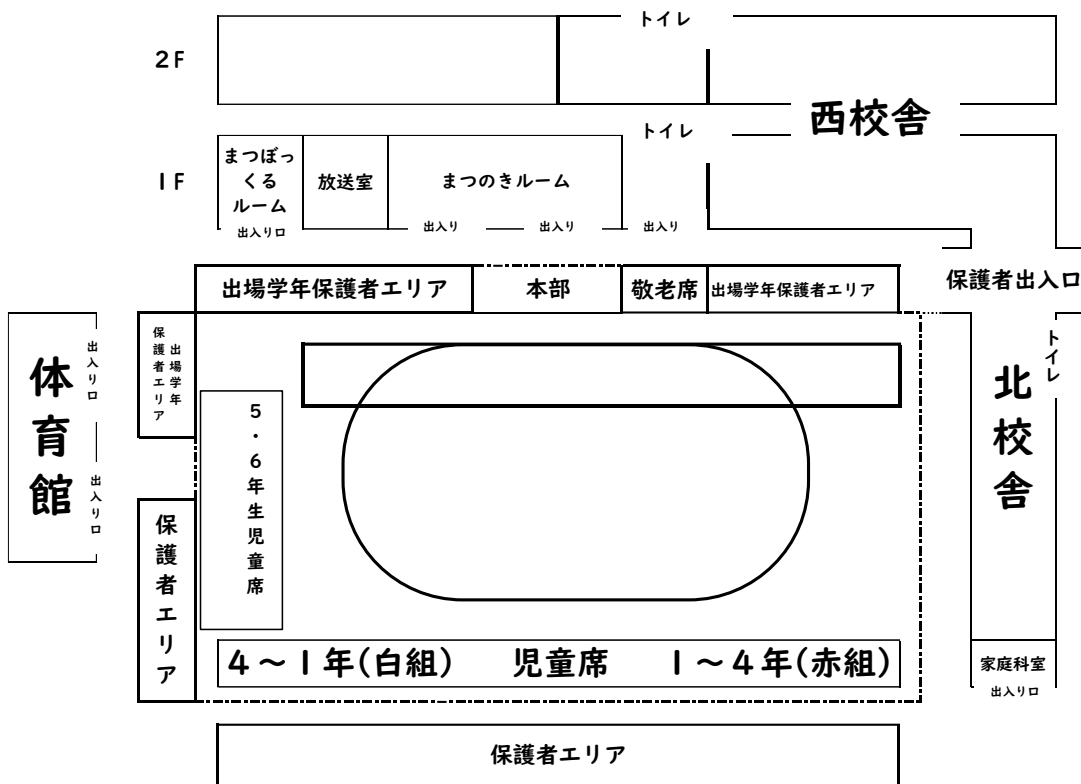 トイレ
2F
西校舎
トイレ
1F
まつぼっ
くる
ルーム
出入り口
放送室
まつのきルーム
出入り
出入り
出入り
出場学年保護者エリア
本部
敬老席
出場学年保護者エリア
保護者出入口
体育館
出入り口
出入り口
出場学年
保護者エリア
5・6年生児童席
トイレ
北校舎
保護者エリア
4～1年(白組)　児童席　1～4年(赤組)
家庭科室
出入り口
保護者エリア